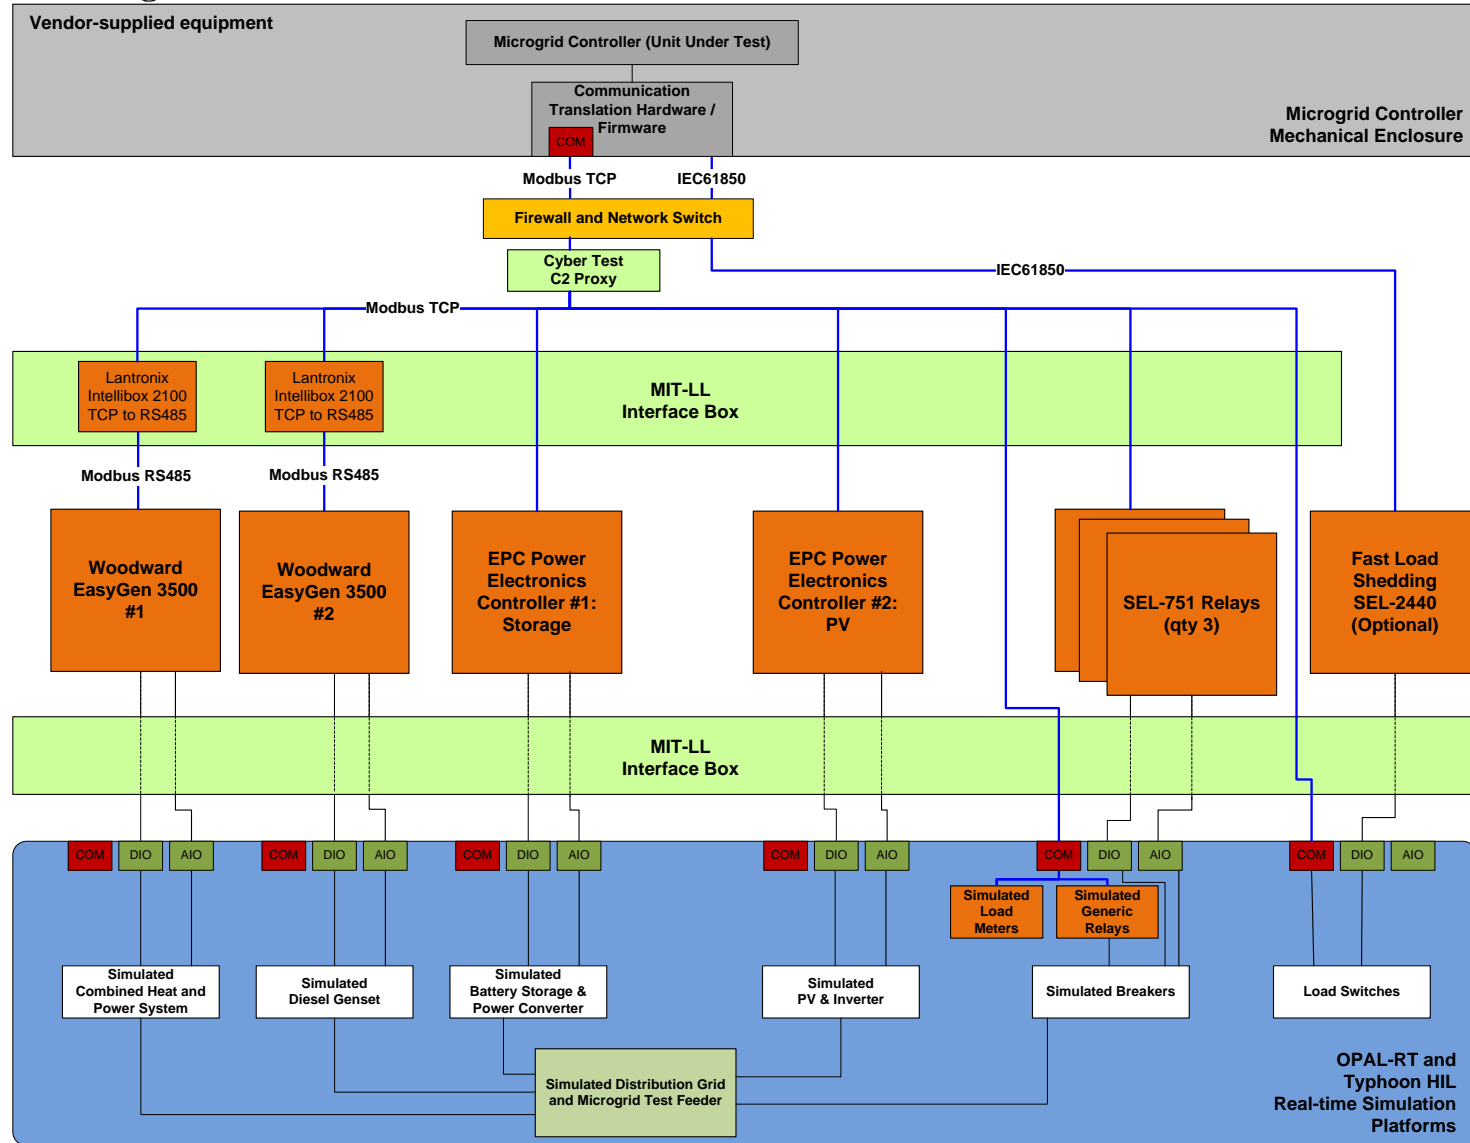 Vendor-supplied equipment
Microgrid Controller (Unit Under Test)
Communication
Translation Hardware /
Firmware
COM
Microgrid Controller
Mechanical Enclosure
Modbus TCP
IEC61850
Firewall and Network Switch
Cyber Test
C2 Proxy
IEC61850
Modbus TCP
Lantronix
Intellibox 2100
TCP to RS485
Lantronix
Intellibox 2100
TCP to RS485
MIT-LL
Interface Box
Modbus RS485
Modbus RS485
Woodward
EasyGen 3500
#1
Woodward
EasyGen 3500
#2
EPC Power
Electronics
Controller #1:
Storage
EPC Power
Electronics
Controller #2:
PV
SEL-751 Relays
(qty 3)
Fast Load
Shedding
SEL-2440
(Optional)
MIT-LL
Interface Box
COM
DIO
AIO
COM
DIO
AIO
COM
DIO
AIO
COM
DIO
AIO
COM
DIO
AIO
COM
DIO
AIO
Simulated
Load
Meters
Simulated
Generic
Relays
Simulated
Combined Heat and
Power System
Simulated
Diesel Genset
Simulated
Battery Storage &
Power Converter
Simulated
PV & Inverter
Simulated Breakers
Load Switches
Simulated Distribution Grid
and Microgrid Test Feeder
OPAL-RT and
Typhoon HIL
Real-time Simulation
Platforms